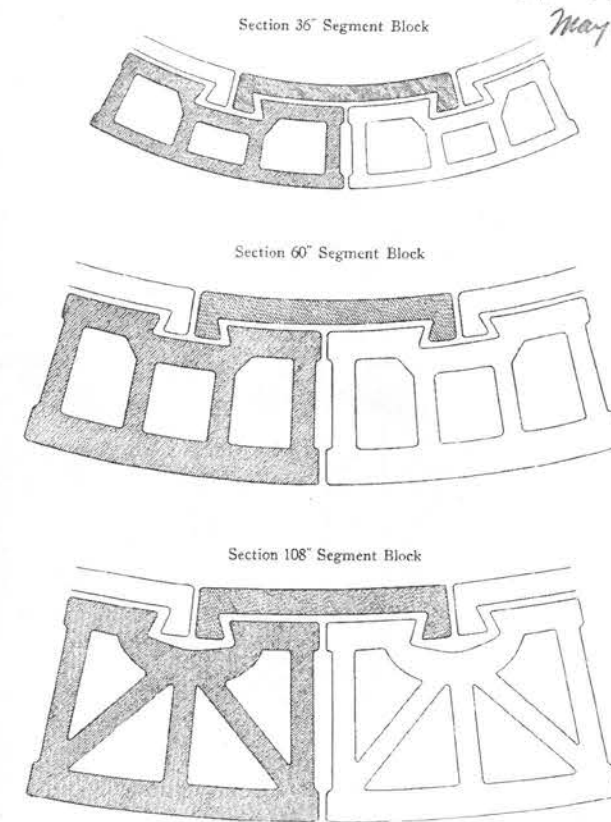 Section 36" Segment Block
May
Section 60" Segment Block
Section 108" Segment Block